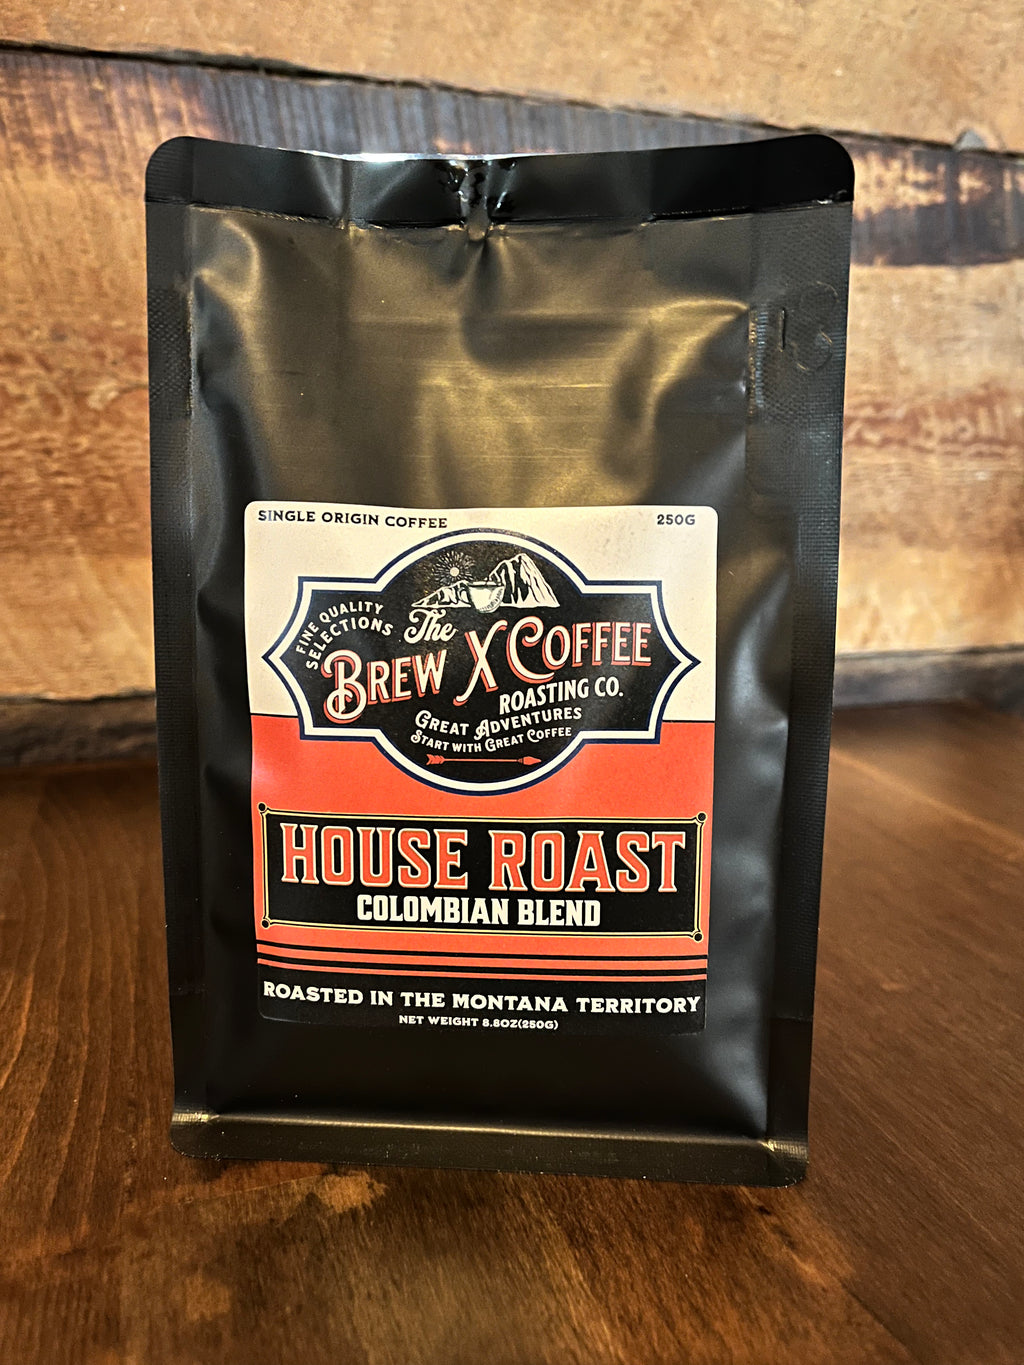 SINGLE ORIGIN COFFEE 250G
FINE QUALITY
SELECTIONS
The
BREW X COFFEE
ROASTING CO.
GREAT ADVENTURES
START WITH GREAT COFFEE
HOUSE ROAST
COLOMBIAN BLEND
ROASTED IN THE MONTANA TERRITORY
NET WEIGHT 8.8OZ(250G)